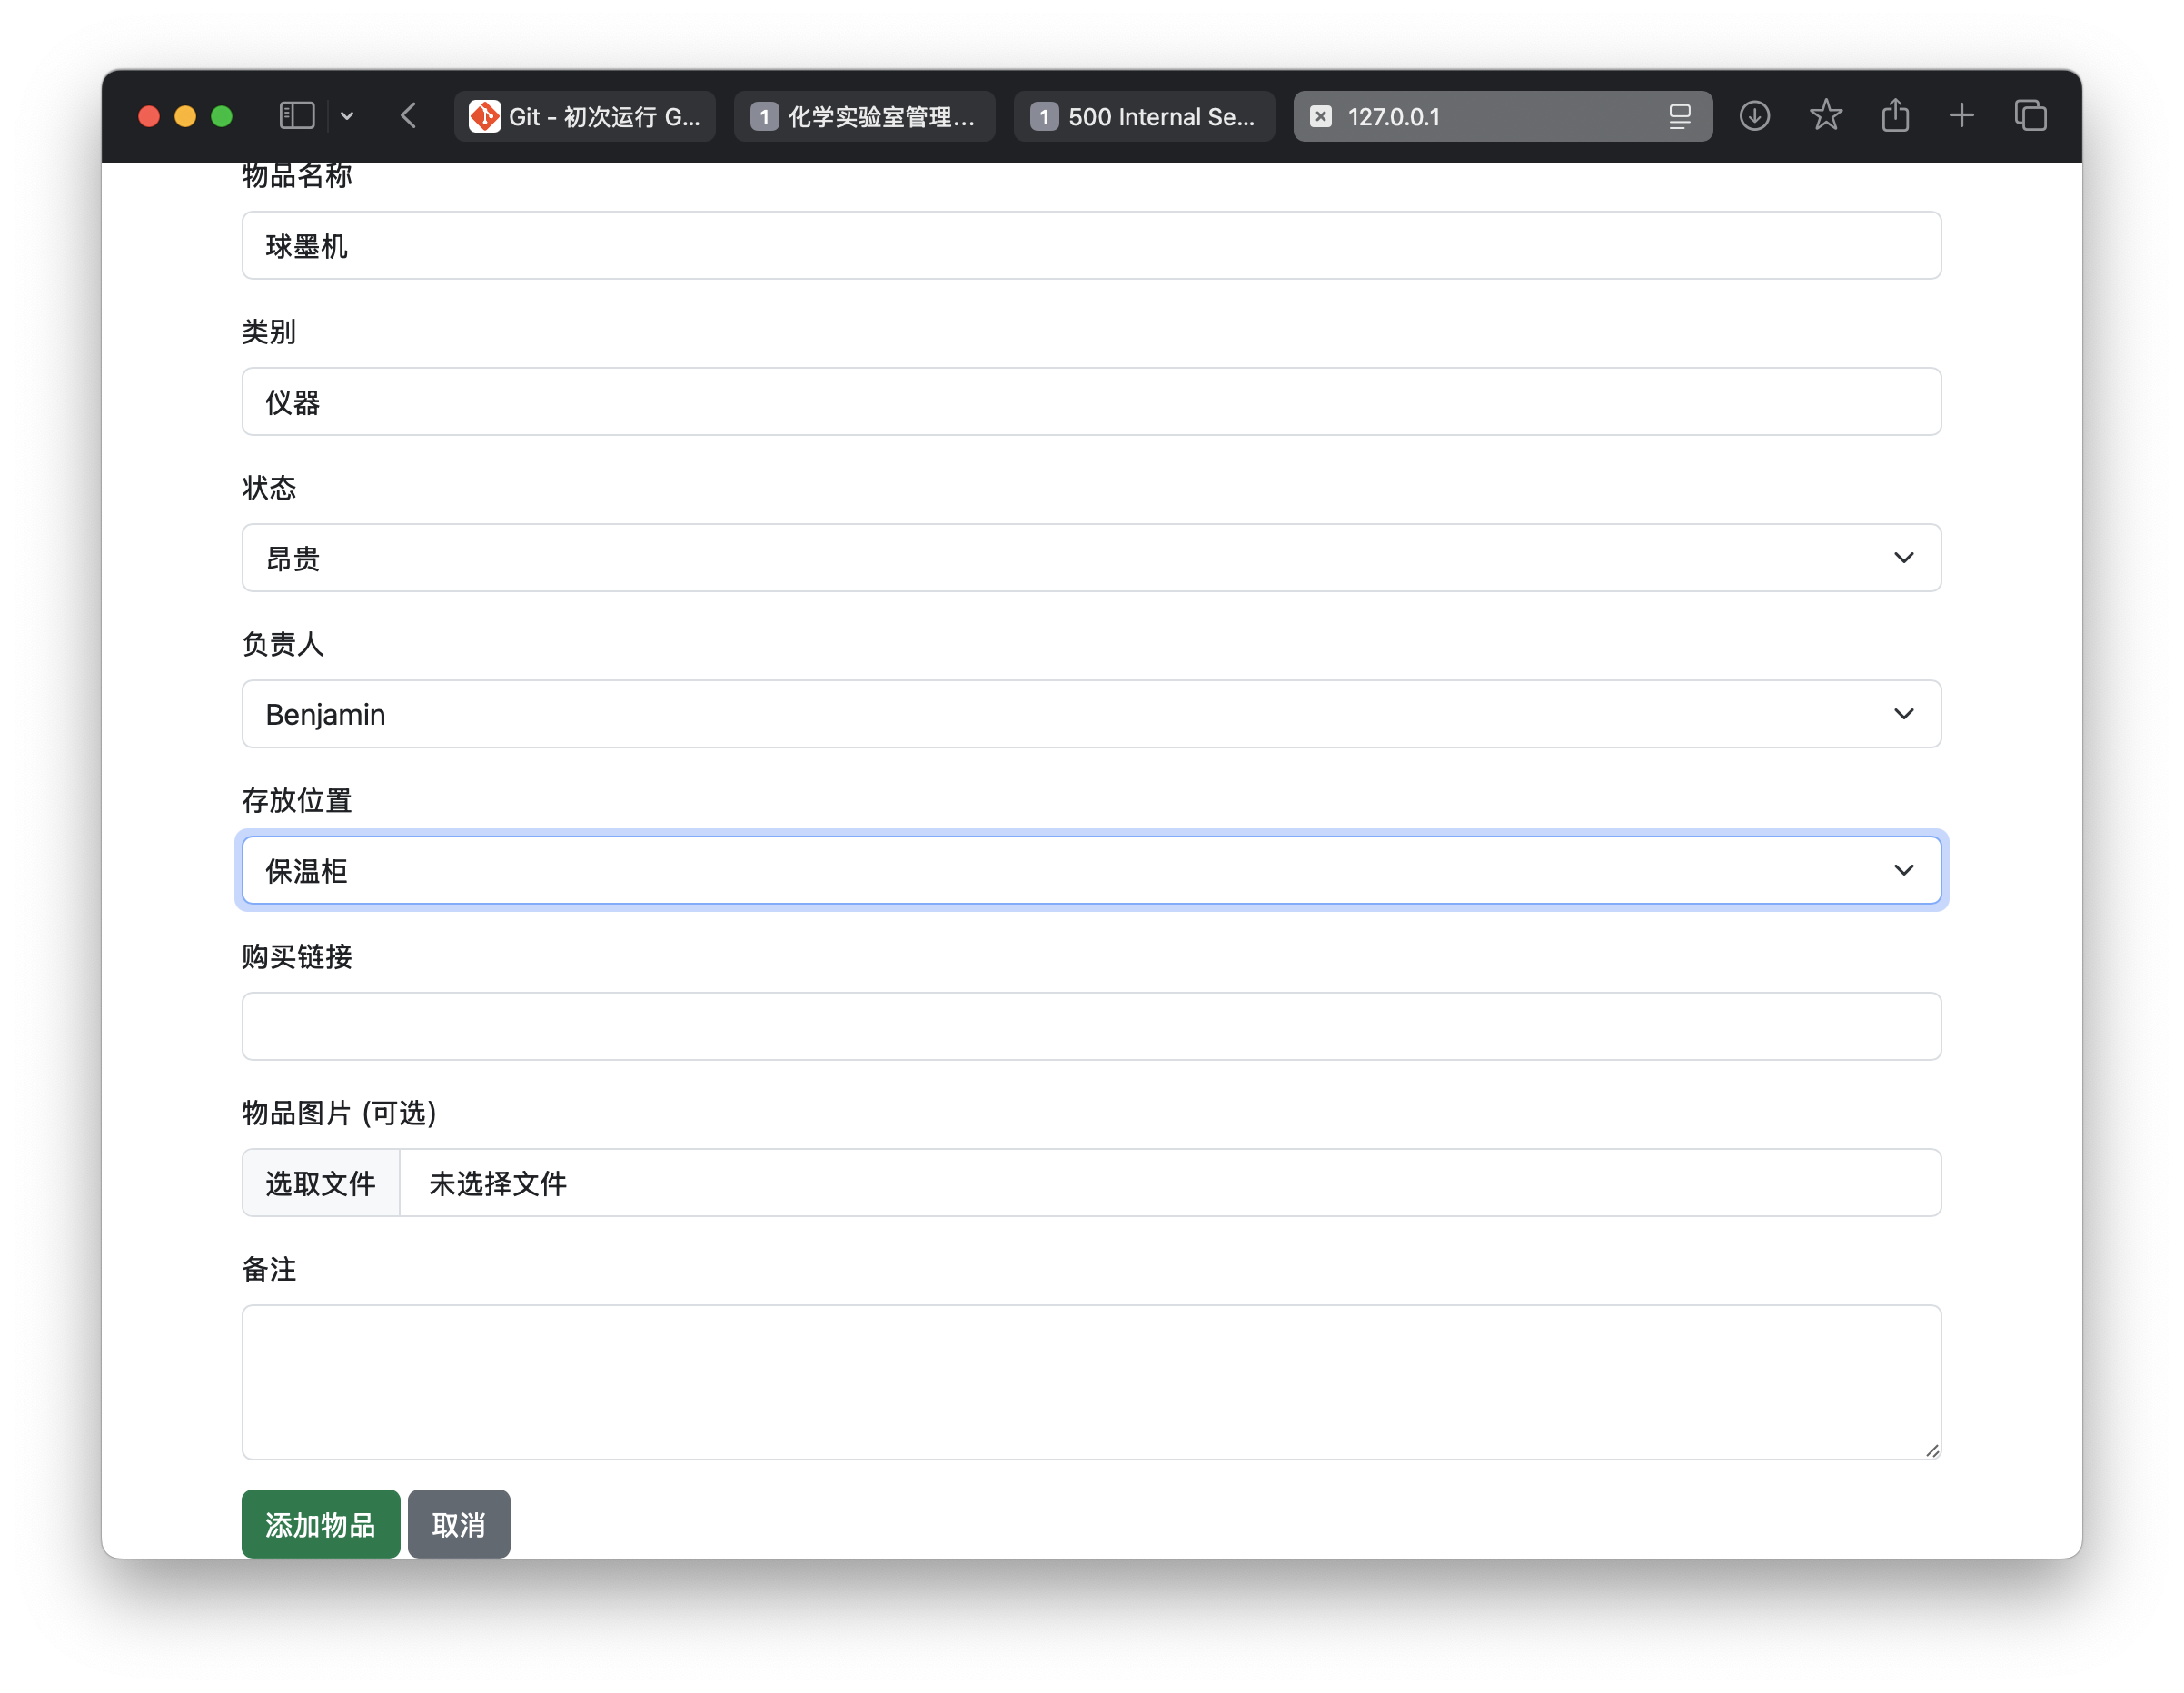 Git - 初次运行 G...
1 化学实验室管理...
1 500 Internal Se...
127.0.0.1
物品名称
球墨机
类别
仪器
状态
昂贵
负责人
Benjamin
存放位置
保温柜
购买链接
物品图片 (可选)
选取文件 未选择文件
备注
添加物品 取消